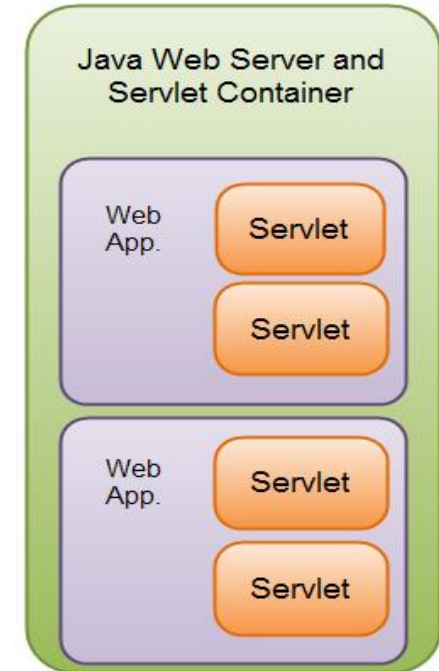 Java Web Server and
Servlet Container
Web
App.
Servlet
Servlet
Web
App.
Servlet
Servlet